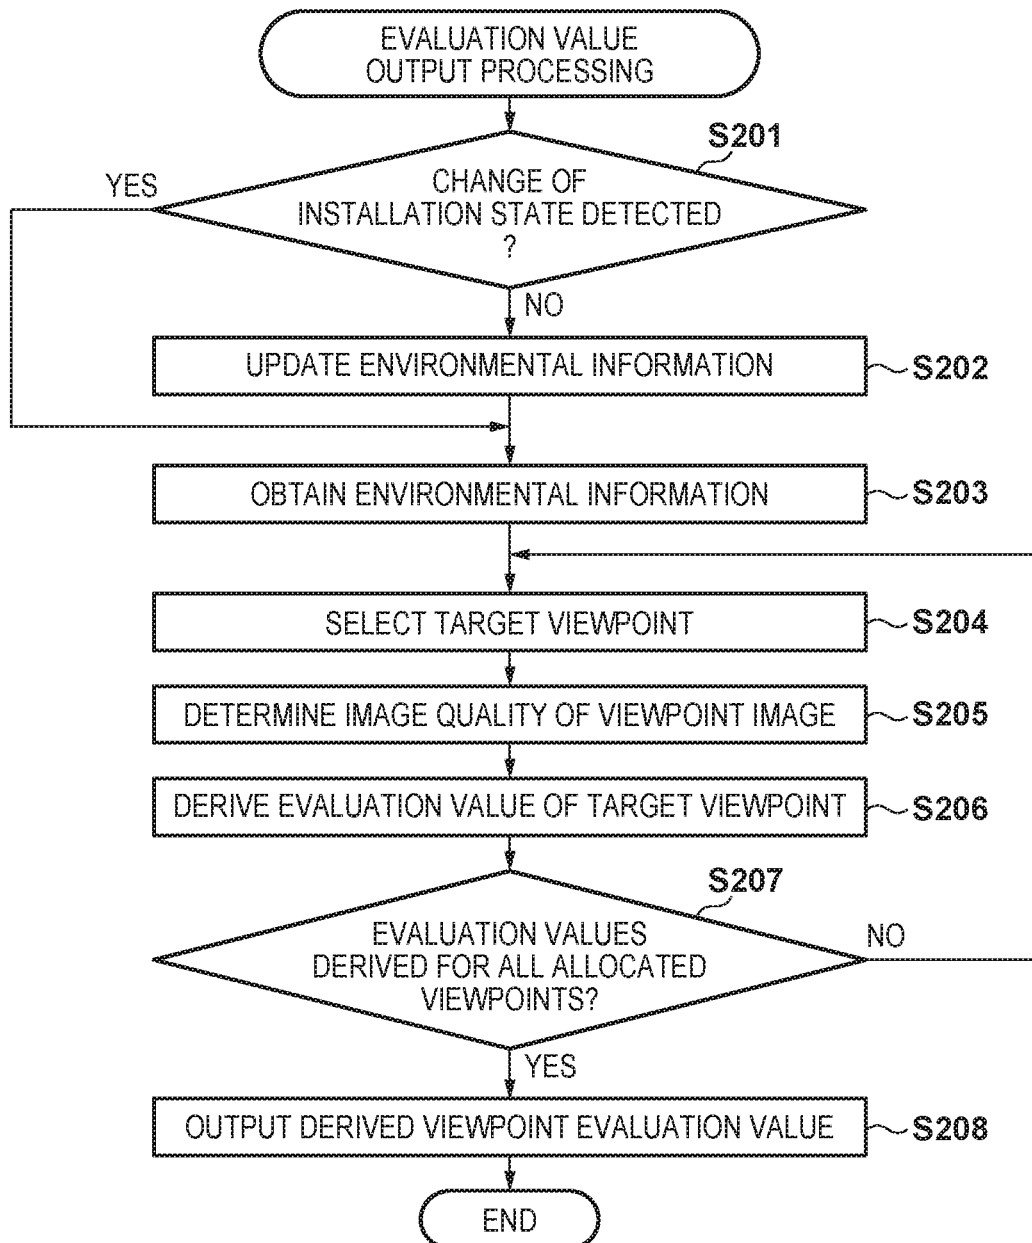 EVALUATION VALUE
OUTPUT PROCESSING
S201
YES
CHANGE OF
INSTALLATION STATE DETECTED
?
NO
UPDATE ENVIRONMENTAL INFORMATION
S202
OBTAIN ENVIRONMENTAL INFORMATION
S203
SELECT TARGET VIEWPOINT
S204
DETERMINE IMAGE QUALITY OF VIEWPOINT IMAGE
S205
DERIVE EVALUATION VALUE OF TARGET VIEWPOINT
S206
S207
EVALUATION VALUES
DERIVED FOR ALL ALLOCATED
VIEWPOINTS?
NO
YES
OUTPUT DERIVED VIEWPOINT EVALUATION VALUE
S208
END